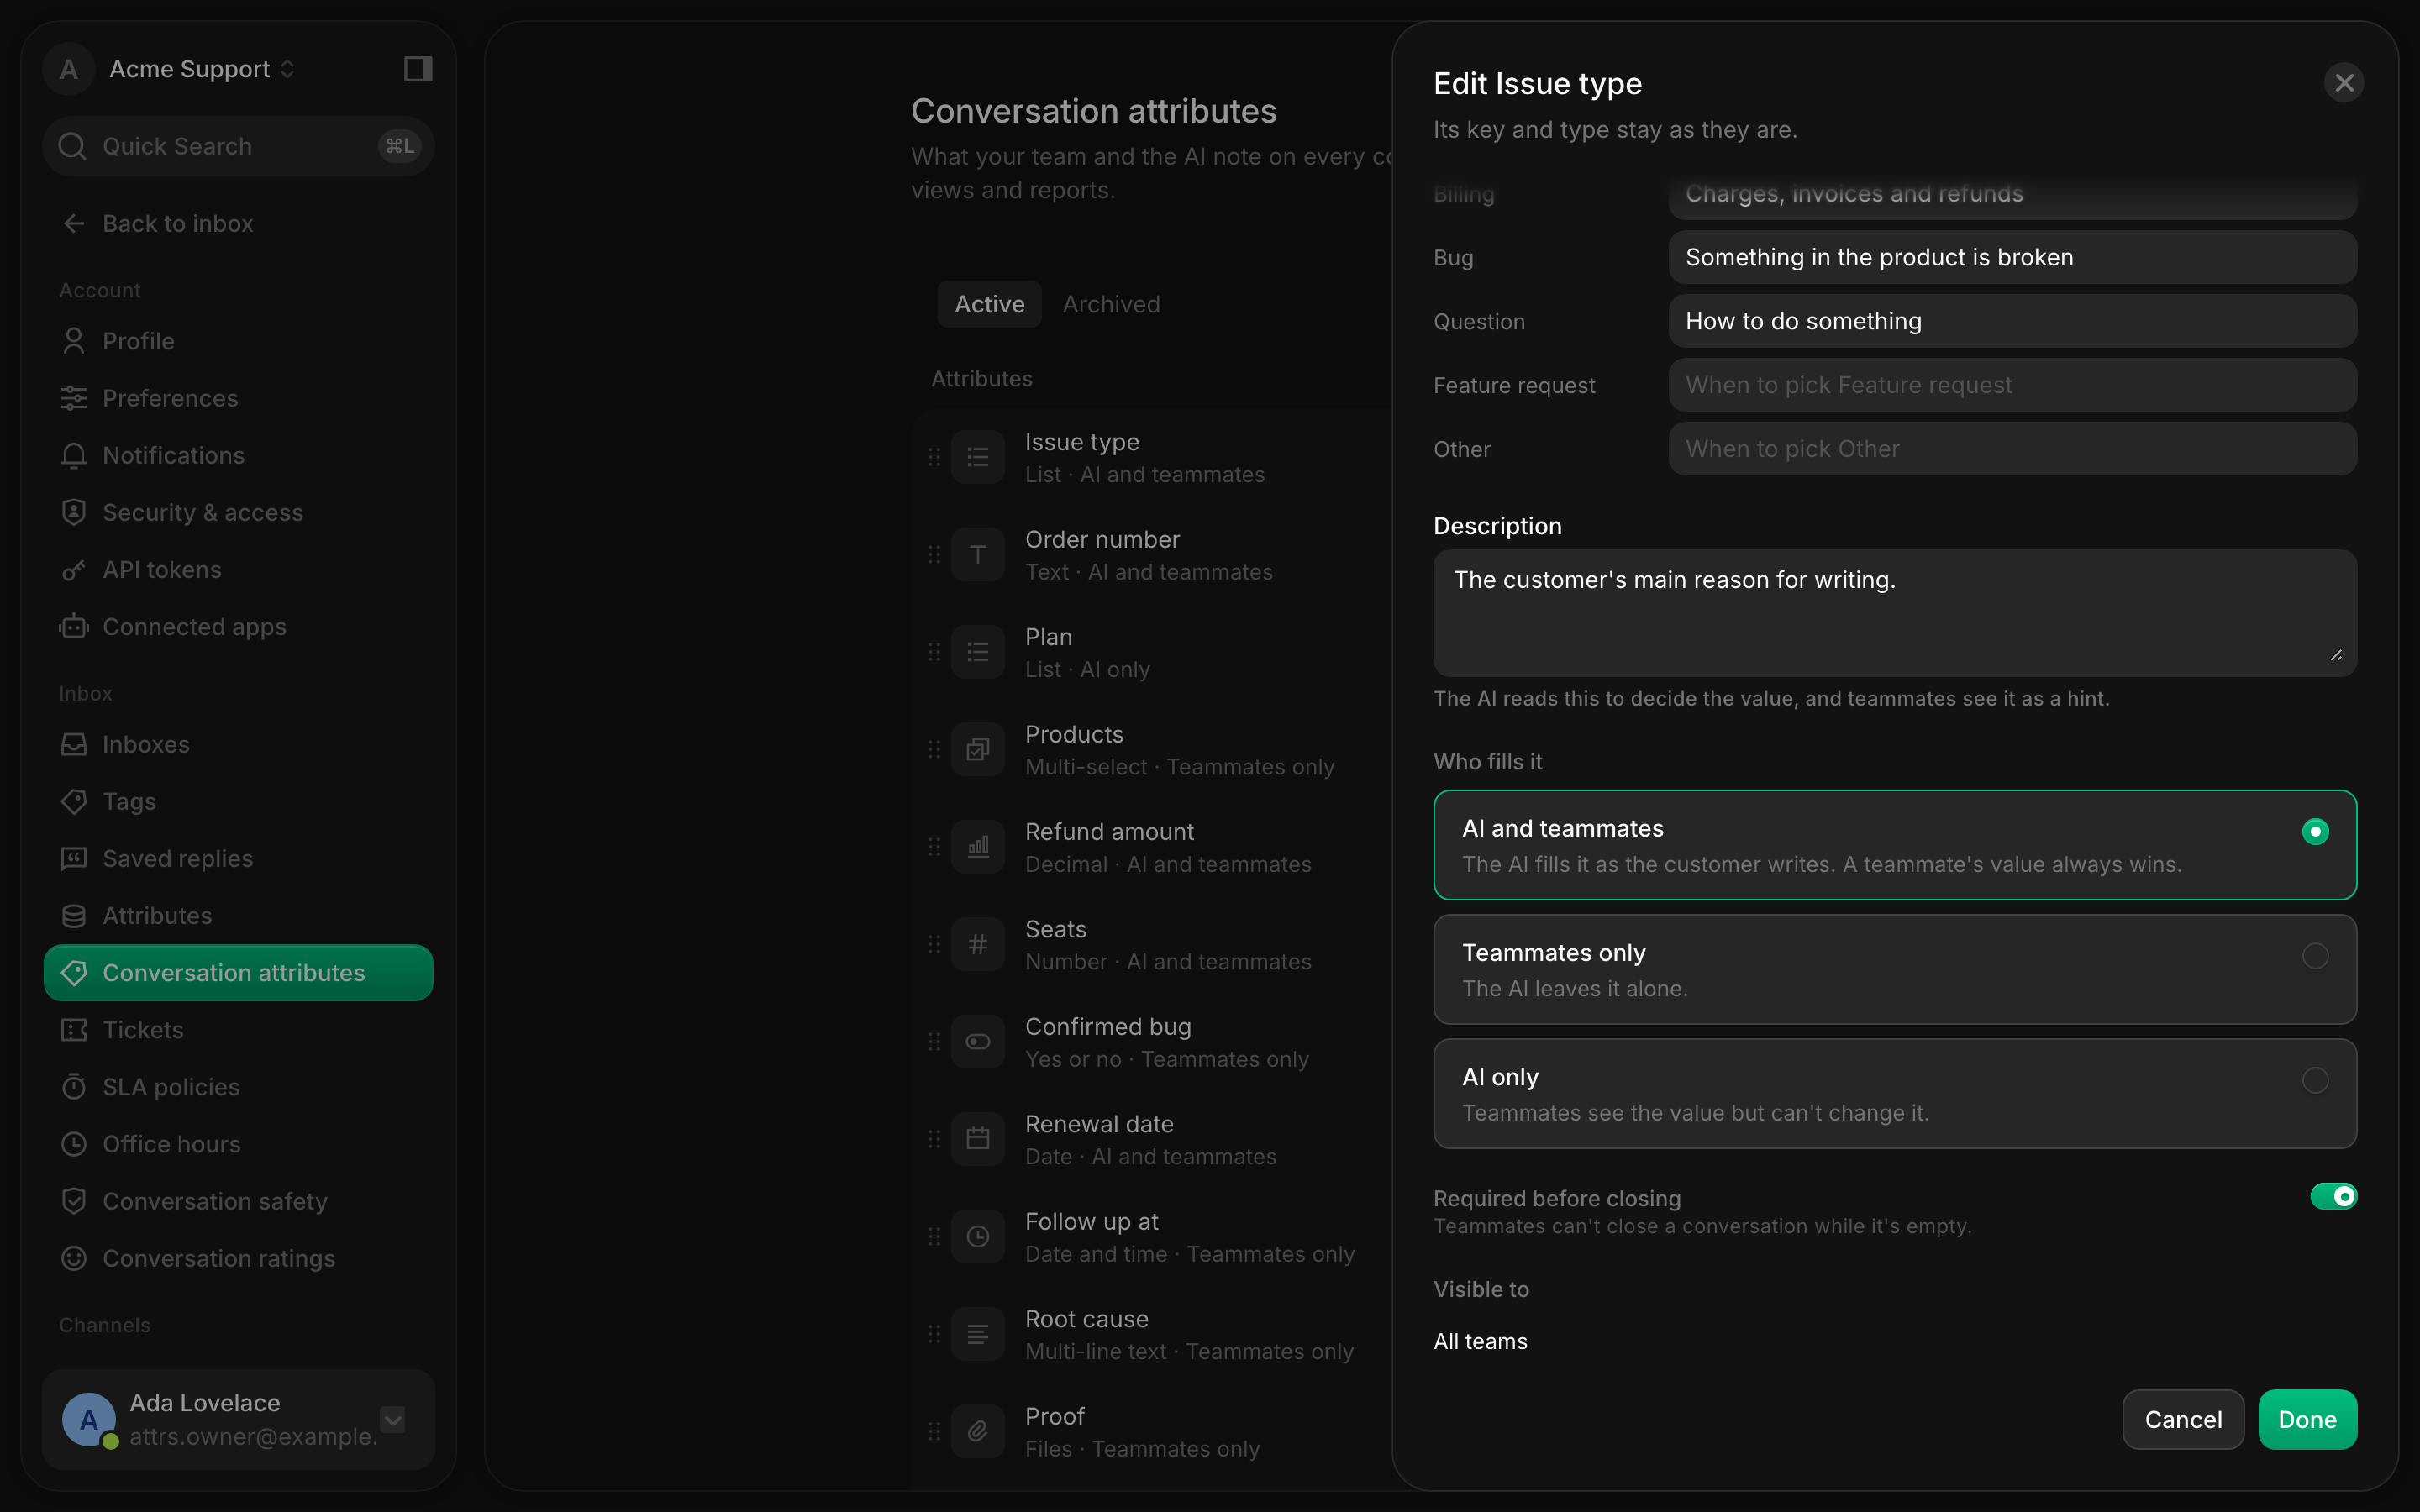 A
Acme Support
Quick Search
⌘L
Back to inbox
Account
Profile
Preferences
Notifications
Security & access
API tokens
Connected apps
Inbox
Inboxes
Tags
Saved replies
Attributes
Conversation attributes
Tickets
SLA policies
Office hours
Conversation safety
Conversation ratings
Channels
A
Ada Lovelace
attrs.owner@example.
Conversation attributes
What your team and the AI note on every
views and reports.
Active
Archived
Attributes
Issue type
List · AI and teammates
Order number
Text · AI and teammates
Plan
List · AI only
Products
Multi-select · Teammates only
Refund amount
Decimal · AI and teammates
Seats
Number · AI and teammates
Confirmed bug
Yes or no · Teammates only
Renewal date
Date · AI and teammates
Follow up at
Date and time · Teammates only
Root cause
Multi-line text · Teammates only
Proof
Files · Teammates only
Edit Issue type
Its key and type stay as they are.
Billing
Charges, invoices and refunds
Bug
Something in the product is broken
Question
How to do something
Feature request
When to pick Feature request
Other
When to pick Other
Description
The customer's main reason for writing.
The AI reads this to decide the value, and teammates see it as a hint.
Who fills it
AI and teammates
The AI fills it as the customer writes. A teammate's value always wins.
Teammates only
The AI leaves it alone.
AI only
Teammates see the value but can't change it.
Required before closing
Teammates can't close a conversation while it's empty.
Visible to
All teams
Cancel
Done